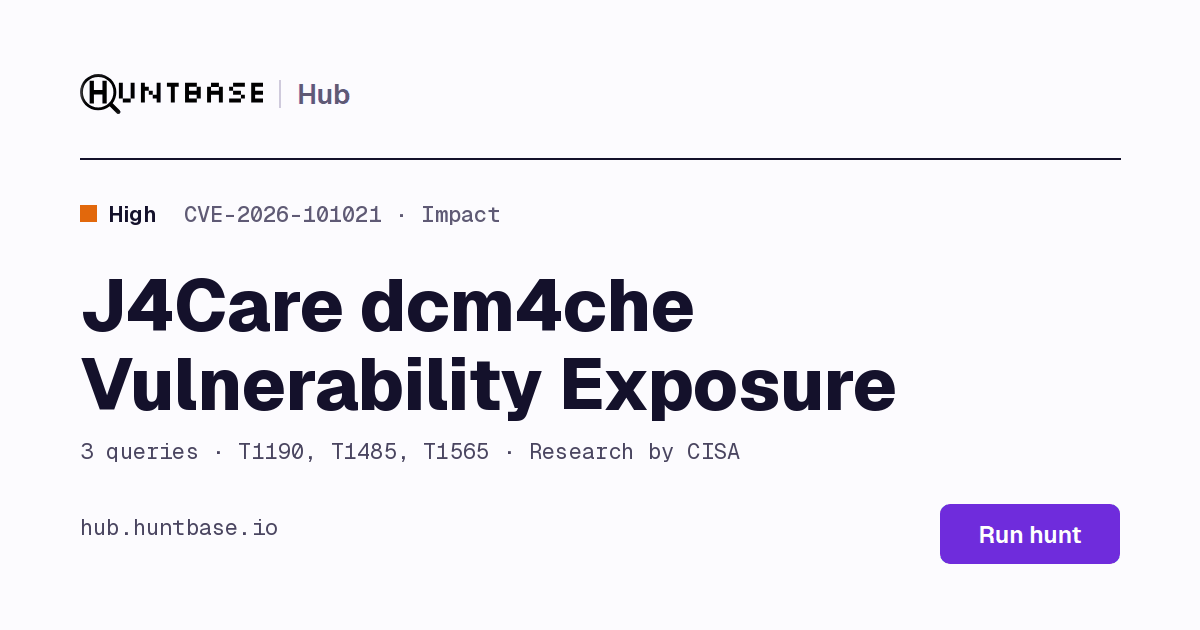 HUNTBASE Hub
High CVE-2026-101021 · Impact
J4Care dcm4che
Vulnerability Exposure
3 queries · T1190, T1485, T1565 · Research by CISA
hub.huntbase.io
Run hunt